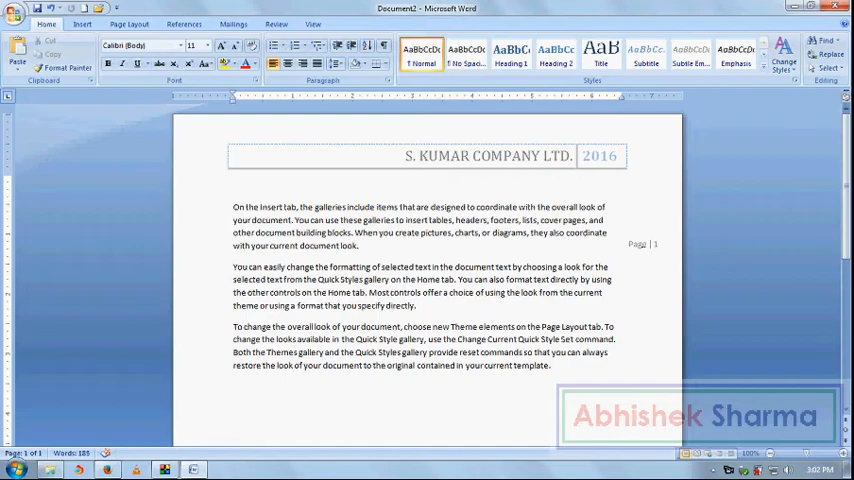 Document2 - Microsoft Word
Home Insert Page Layout References Mailings Review View
Paste
Cut
Copy
Format Painter
Clipboard
Calibri (Body) 11
Font
Paragraph
AaBbCcDc AaBbCcDc AaBbC AaBbCc AaB AaBbCc. AaBbCcDc AaBbCcDc
¶ Normal ¶ No Spaci... Heading 1 Heading 2 Title Subtitle Subtle Em... Emphasis
Change
Styles
Styles
Find
Replace
Select
Editing
S. KUMAR COMPANY LTD. 2016
On the Insert tab, the galleries include items that are designed to coordinate with the overall look of
your document. You can use these galleries to insert tables, headers, footers, lists, cover pages, and
other document building blocks. When you create pictures, charts, or diagrams, they also coordinate
with your current document look.
Page | 1
You can easily change the formatting of selected text in the document text by choosing a look for the
selected text from the Quick Styles gallery on the Home tab. You can also format text directly by using
the other controls on the Home tab. Most controls offer a choice of using the look from the current
theme or using a format that you specify directly.
To change the overall look of your document, choose new Theme elements on the Page Layout tab. To
change the looks available in the Quick Style gallery, use the Change Current Quick Style Set command.
Both the Themes gallery and the Quick Styles gallery provide reset commands so that you can always
restore the look of your document to the original contained in your current template.
Abhishek Sharma
Page: 1 of 1 Words: 183
100%
3:02 PM